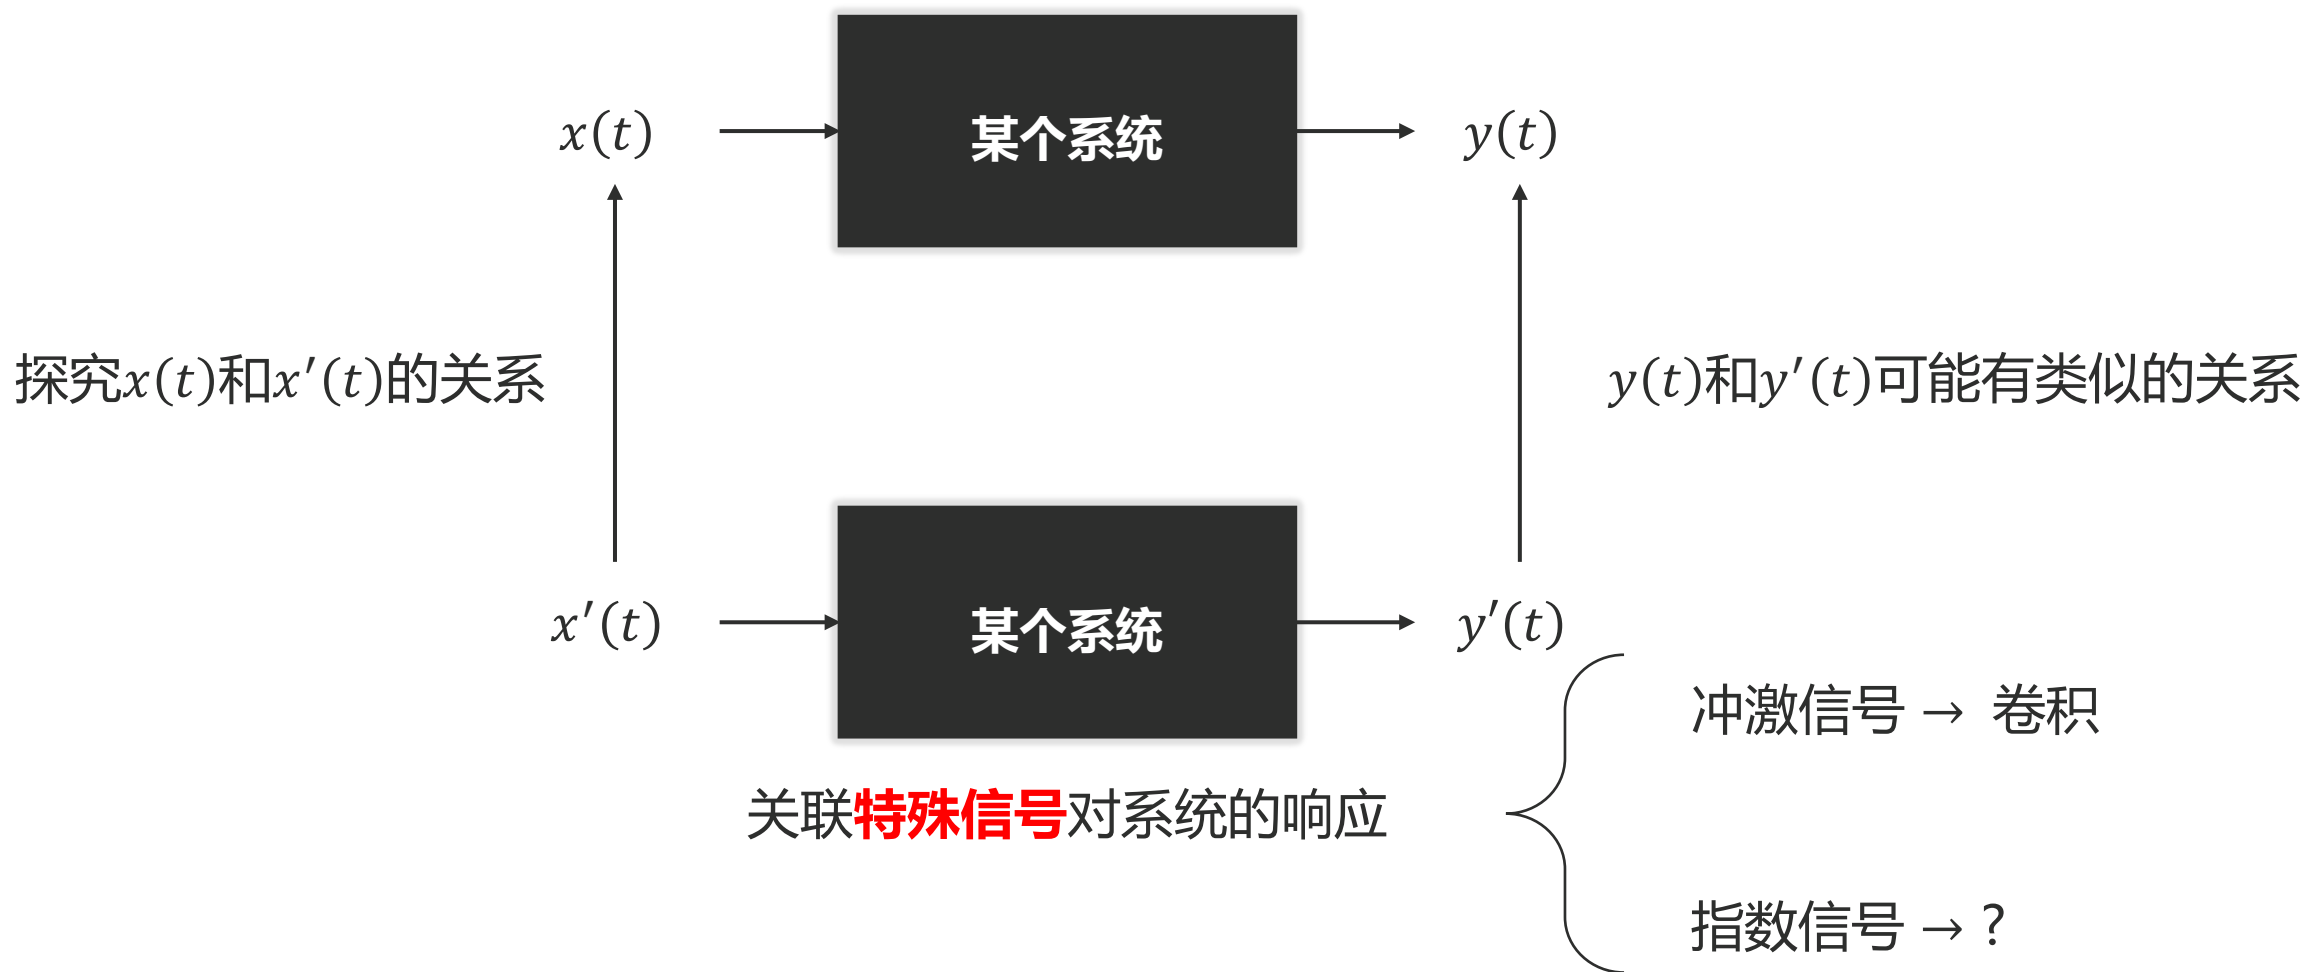 x(t)
某个系统
y(t)
探究x(t)和x′(t)的关系
y(t)和y′(t)可能有类似的关系
x′(t)
某个系统
y′(t)
冲激信号 → 卷积
关联特殊信号对系统的响应
指数信号 → ?